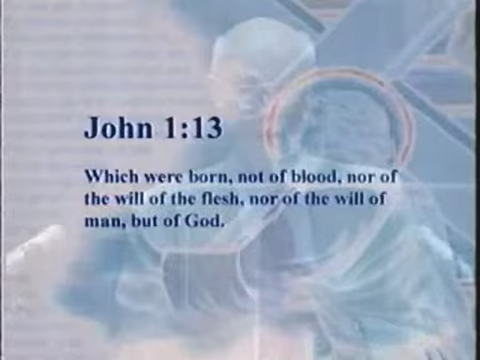 John 1:13
Which were born, not of blood, nor of
the will of the flesh, nor of the will of
man, but of God.